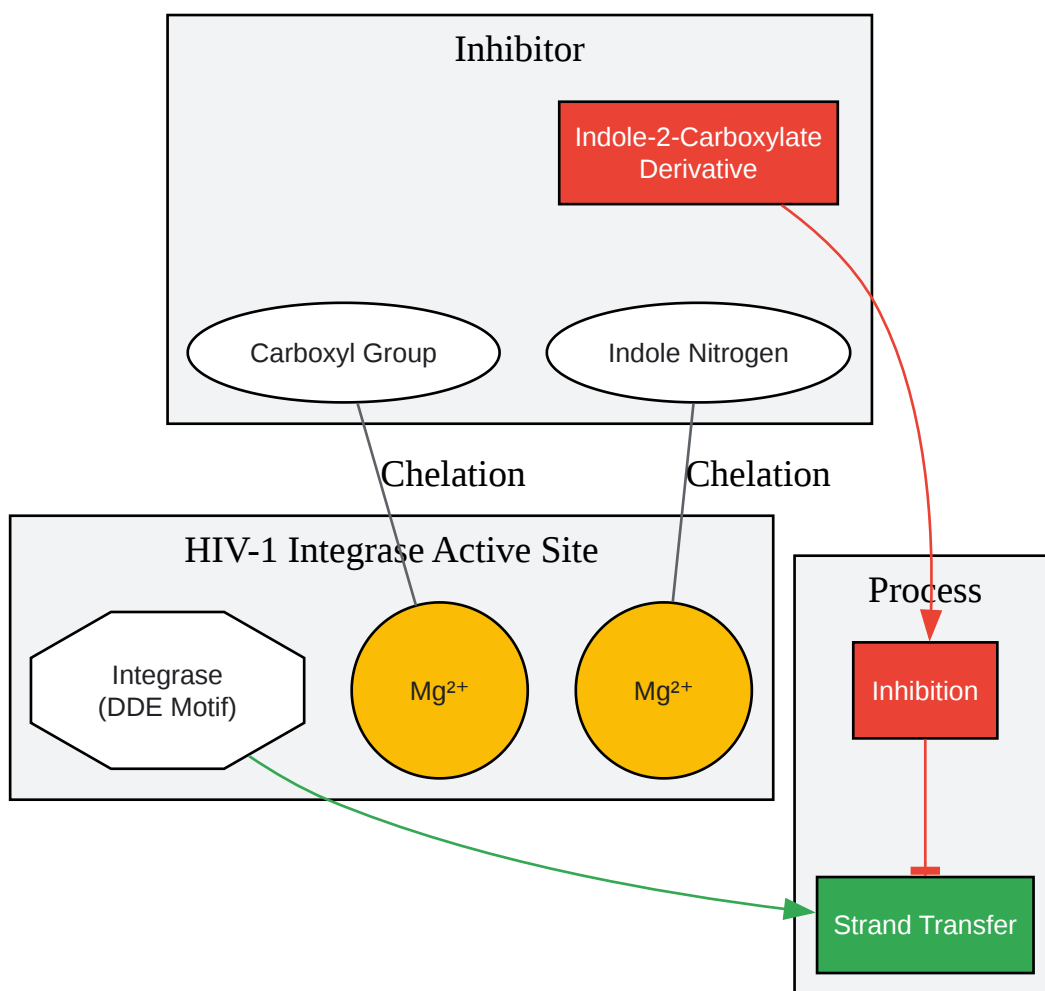 Inhibitor
Indole-2-Carboxylate
Derivative
Carboxyl Group
Indole Nitrogen
Chelation
Chelation
HIV-1 Integrase Active Site
Integrase
(DDE Motif)
Mg²⁺
Mg²⁺
Process
Inhibition
Strand Transfer